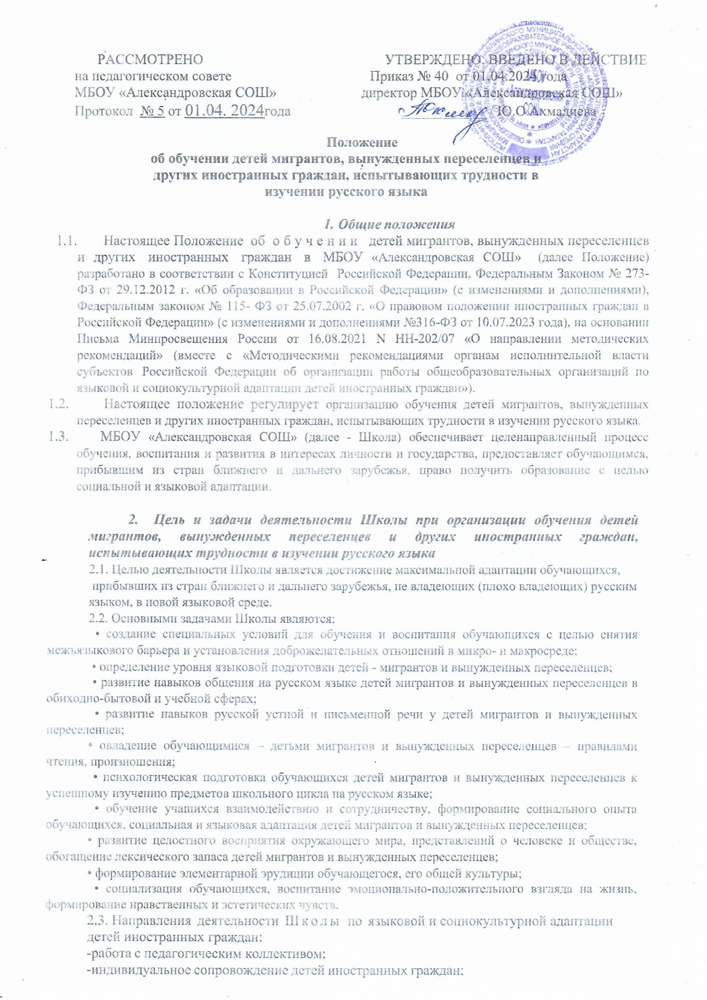 РАССМОТРЕНО
на педагогическом совете
МБОУ «Александровская СОШ»
Протокол № 5 от 01.04. 2024года
УТВЕРЖДЕНО. ВВЕДЕНО В ДЕЙСТВИЕ
Приказ № 40 от 01.04.2024 года
директор МБОУ «Александровская СОШ»
/ Ю.О Ахмадиева
МБОУ
«Александровская
СОШ»
Положение
об обучении детей мигрантов, вынужденных переселенцев и
других иностранных граждан, испытывающих трудности в
изучении русского языка
1. Общие положения
1.1. Настоящее Положение об о б у ч е н и и детей мигрантов, вынужденных переселенцев
и других иностранных граждан в МБОУ «Александровская СОШ» (далее Положение)
разработано в соответствии с Конституцией Российской Федерации, Федеральным Законом № 273-
ФЗ от 29.12.2012 г. «Об образовании в Российской Федерации» (с изменениями и дополнениями),
Федеральным законом № 115- ФЗ от 25.07.2002 г. «О правовом положении иностранных граждан в
Российской Федерации» (с изменениями и дополнениями №316-ФЗ от 10.07.2023 года), на основании
Письма Минпросвещения России от 16.08.2021 N НН-202/07 «О направлении методических
рекомендаций» (вместе с «Методическими рекомендациями органам исполнительной власти
субъектов Российской Федерации об организации работы общеобразовательных организаций по
языковой и социокультурной адаптации детей иностранных граждан»).
1.2. Настоящее положение регулирует организацию обучения детей мигрантов, вынужденных
переселенцев и других иностранных граждан, испытывающих трудности в изучении русского языка.
1.3. МБОУ «Александровская СОШ» (далее - Школа) обеспечивает целенаправленный процесс
обучения, воспитания и развития в интересах личности и государства, предоставляет обучающимся,
прибывшим из стран ближнего и дальнего зарубежья, право получить образование с целью
социальной и языковой адаптации.
2. Цель и задачи деятельности Школы при организации обучения детей
мигрантов, вынужденных переселенцев и других иностранных граждан,
испытывающих трудности в изучении русского языка
2.1. Целью деятельности Школы является достижение максимальной адаптации обучающихся,
прибывших из стран ближнего и дальнего зарубежья, не владеющих (плохо владеющих) русским
языком, в новой языковой среде.
2.2. Основными задачами Школы являются:
• создание специальных условий для обучения и воспитания обучающихся с целью снятия
межъязыкового барьера и установления доброжелательных отношений в микро- и макросреде;
• определение уровня языковой подготовки детей - мигрантов и вынужденных переселенцев;
• развитие навыков общения на русском языке детей мигрантов и вынужденных переселенцев в
обиходно-бытовой и учебной сферах;
• развитие навыков русской устной и письменной речи у детей мигрантов и вынужденных
переселенцев;
• овладение обучающимися – детьми мигрантов и вынужденных переселенцев – правилами
чтения, произношения;
• психологическая подготовка обучающихся детей мигрантов и вынужденных переселенцев к
успешному изучению предметов школьного цикла на русском языке;
• обучение учащихся взаимодействию и сотрудничеству, формирование социального опыта
обучающихся, социальная и языковая адаптация детей мигрантов и вынужденных переселенцев;
• развитие целостного восприятия окружающего мира, представлений о человеке и обществе,
обогащение лексического запаса детей мигрантов и вынужденных переселенцев;
• формирование элементарной эрудиции обучающегося, его общей культуры;
• социализация обучающихся, воспитание эмоционально-положительного взгляда на жизнь,
формирование нравственных и эстетических чувств.
2.3. Направления деятельности Ш к о л ы по языковой и социокультурной адаптации
детей иностранных граждан:
-работа с педагогическим коллективом;
-индивидуальное сопровождение детей иностранных граждан;